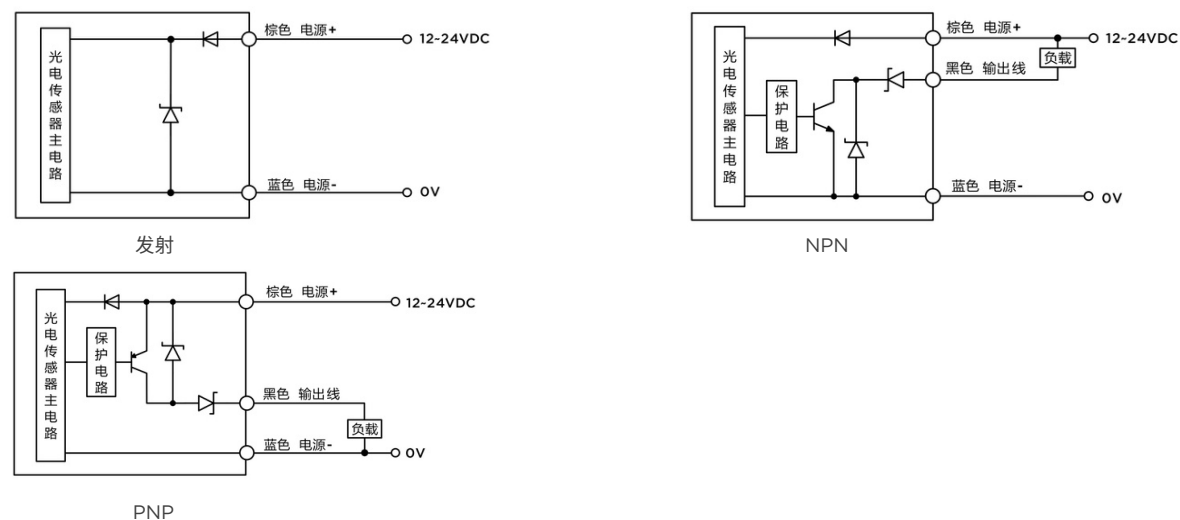 棕色 电源+
12~24VDC
光电传感器主电路
蓝色 电源-
0V
发射
棕色 电源+
12~24VDC
负载
黑色 输出线
光电传感器主电路
保护电路
蓝色 电源-
0V
NPN
棕色 电源+
12~24VDC
光电传感器主电路
保护电路
黑色 输出线
负载
蓝色 电源-
0V
PNP